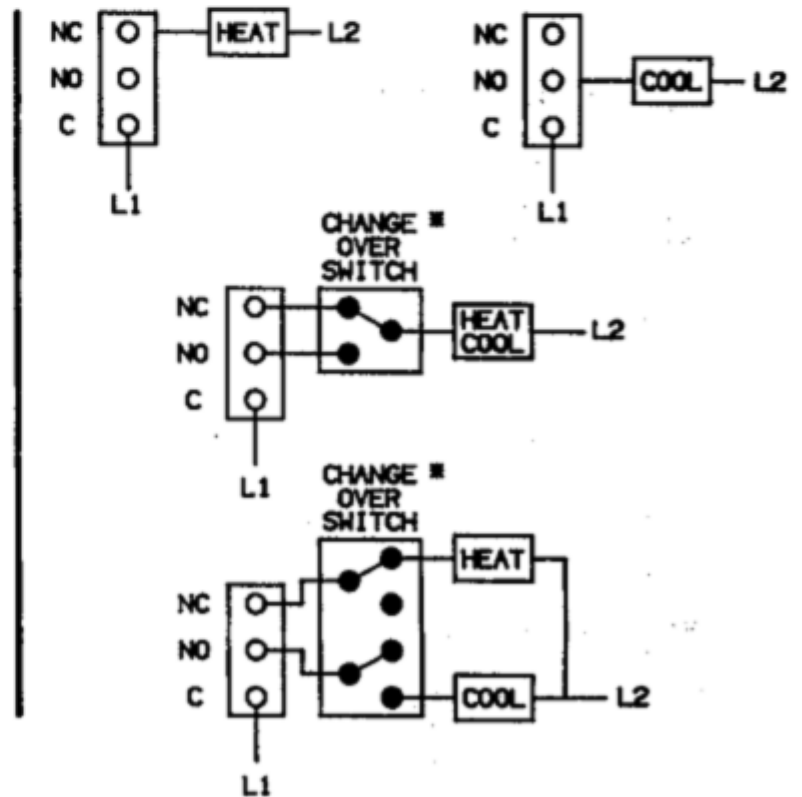 NC
HEAT
L2
NO
C
L1
NC
NO
COOL
L2
C
L1
CHANGE *
OVER
SWITCH
NC
HEAT
COOL
L2
NO
C
L1
CHANGE *
OVER
SWITCH
HEAT
NC
NO
C
COOL
L2
L1